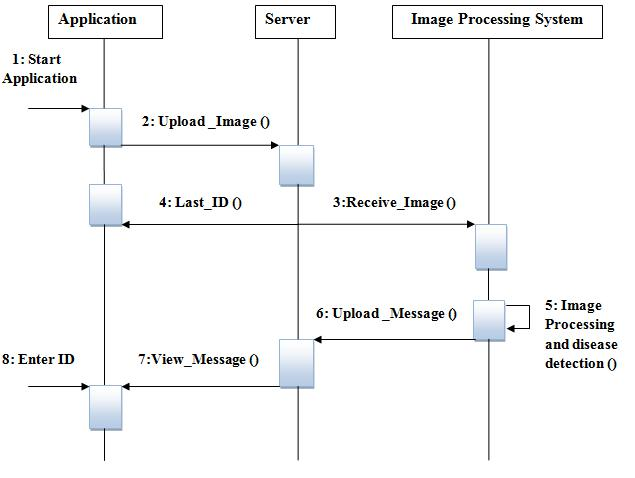 Application
Server
Image Processing System
1: Start
Application
2: Upload _Image ()
4: Last_ID ()
3:Receive_Image ()
6: Upload _Message ()
5: Image
Processing
and disease
detection ()
8: Enter ID
7:View_Message ()